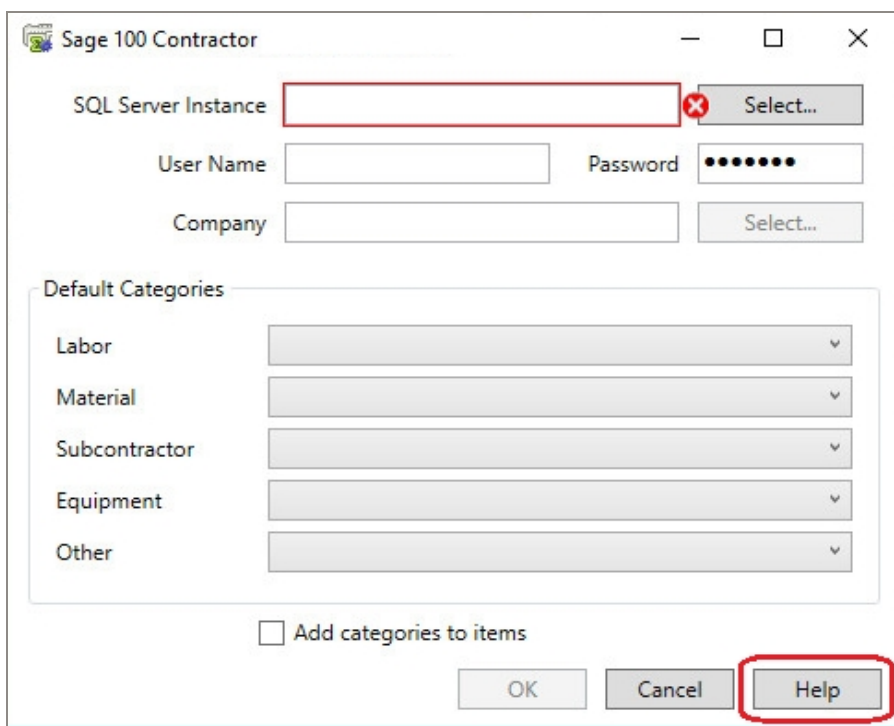 Sage 100 Contractor
SQL Server Instance Select...
User Name Password •••••••
Company Select...
Default Categories
Labor
Material
Subcontractor
Equipment
Other
Add categories to items
OK Cancel Help